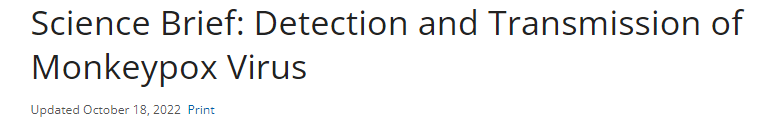 Science Brief: Detection and Transmission of
Monkeypox Virus
Updated October 18, 2022 Print